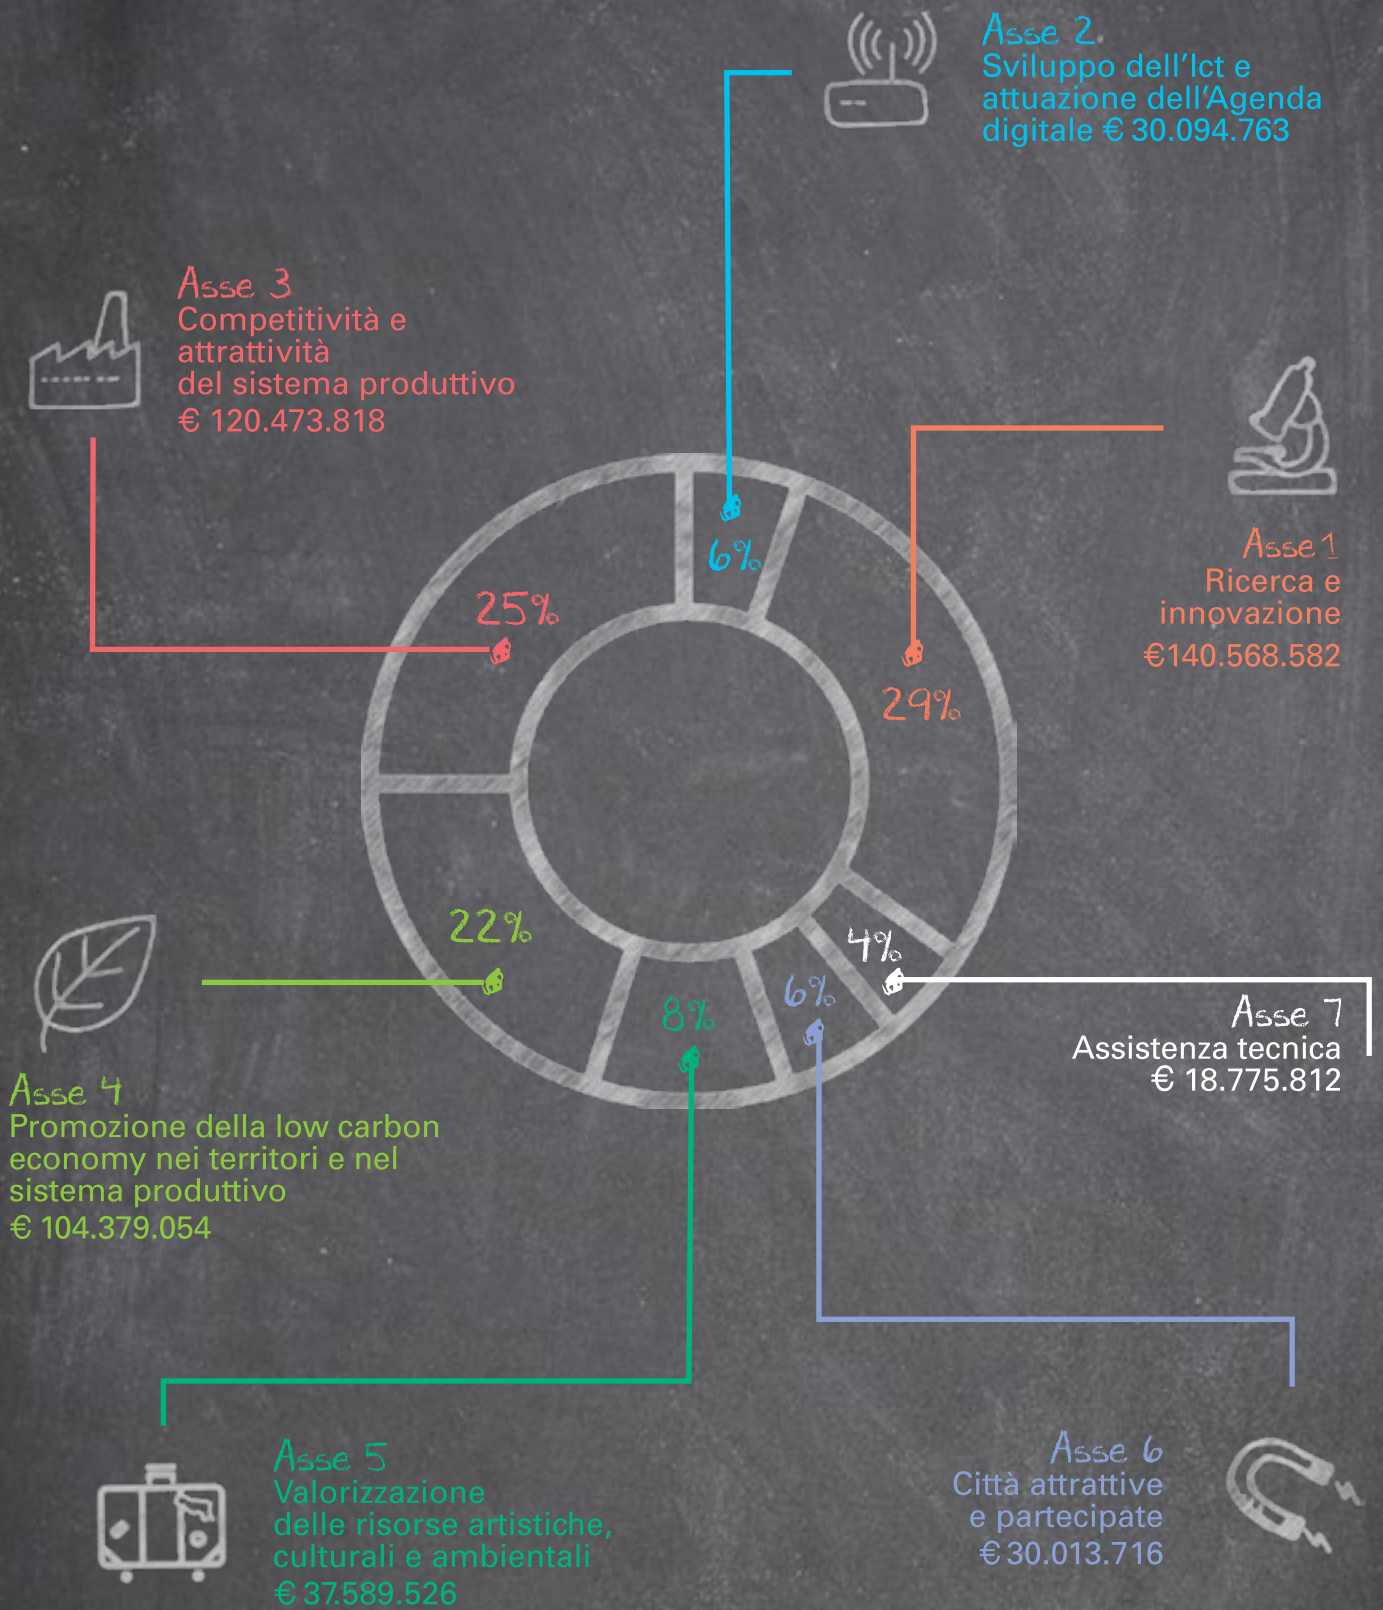 Asse 2
Sviluppo dell'Ict e
attuazione dell'Agenda
digitale € 30.094.763
Asse 3
Competitività e
attrattività
del sistema produttivo
€ 120.473.818
Asse 1
Ricerca e
innovazione
€140.568.582
6%
25%
29%
22%
4%
6%
8%
Asse 7
Assistenza tecnica
€ 18.775.812
Asse 4
Promozione della low carbon
economy nei territori e nel
sistema produttivo
€ 104.379.054
Asse 5
Valorizzazione
delle risorse artistiche,
culturali e ambientali
€ 37.589.526
Asse 6
Città attrattive
e partecipate
€ 30.013.716